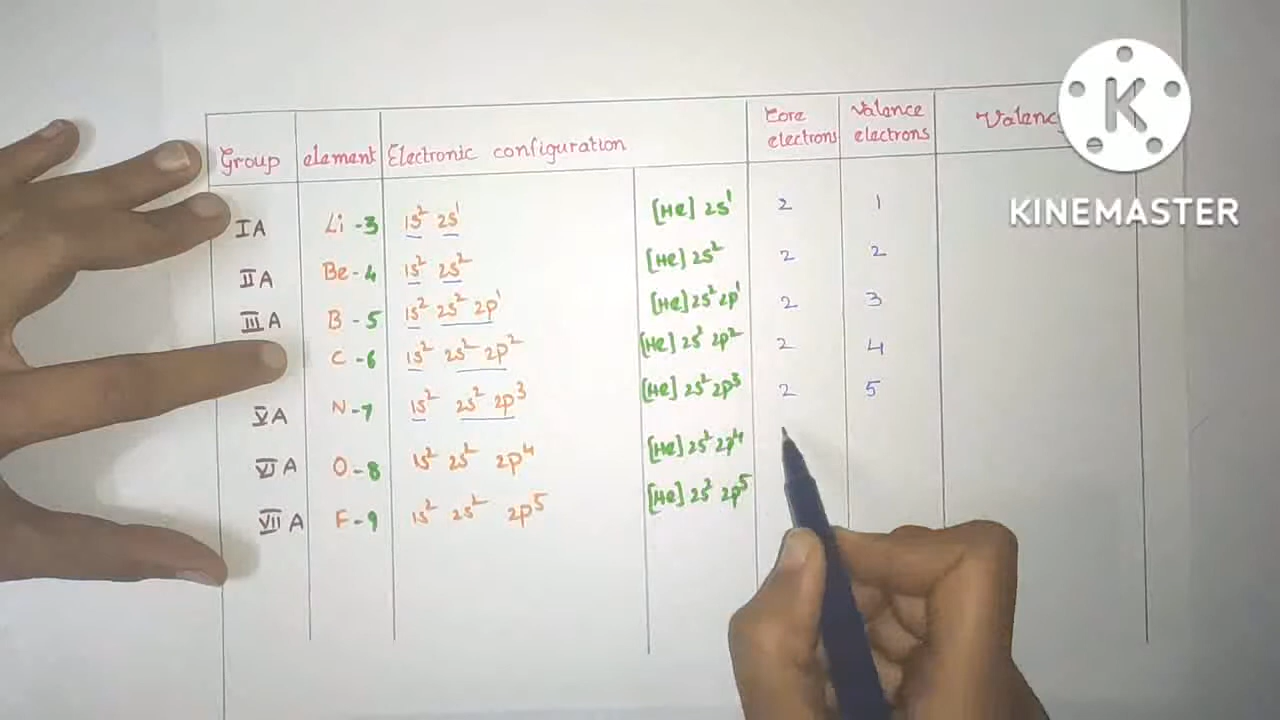 Group element Electronic configuration Core electrons Valence electrons Valenc
IA Li -3 1s² 2s¹ [He] 2s¹ 2 1
IIA Be -4 1s² 2s² [He] 2s² 2 2
IIIA B -5 1s² 2s² 2p¹ [He] 2s² 2p¹ 2 3
C -6 1s² 2s² 2p² [He] 2s² 2p² 2 4
VA N -7 1s² 2s² 2p³ [He] 2s² 2p³ 2 5
VIA O -8 1s² 2s² 2p⁴ [He] 2s² 2p⁴
VIIA F -9 1s² 2s² 2p⁵ [He] 2s² 2p⁵
K
KINEMASTER